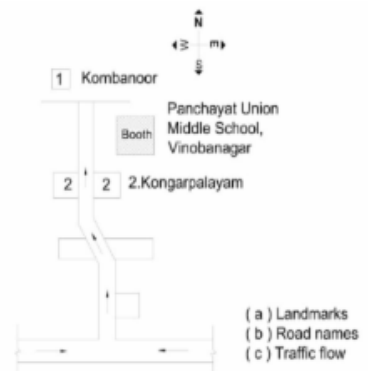 N
W
E
S
1 Kombanoor
Booth
Panchayat Union
Middle School,
Vinobanagar
2 2 2.Kongarpalayam
( a ) Landmarks
( b ) Road names
( c ) Traffic flow